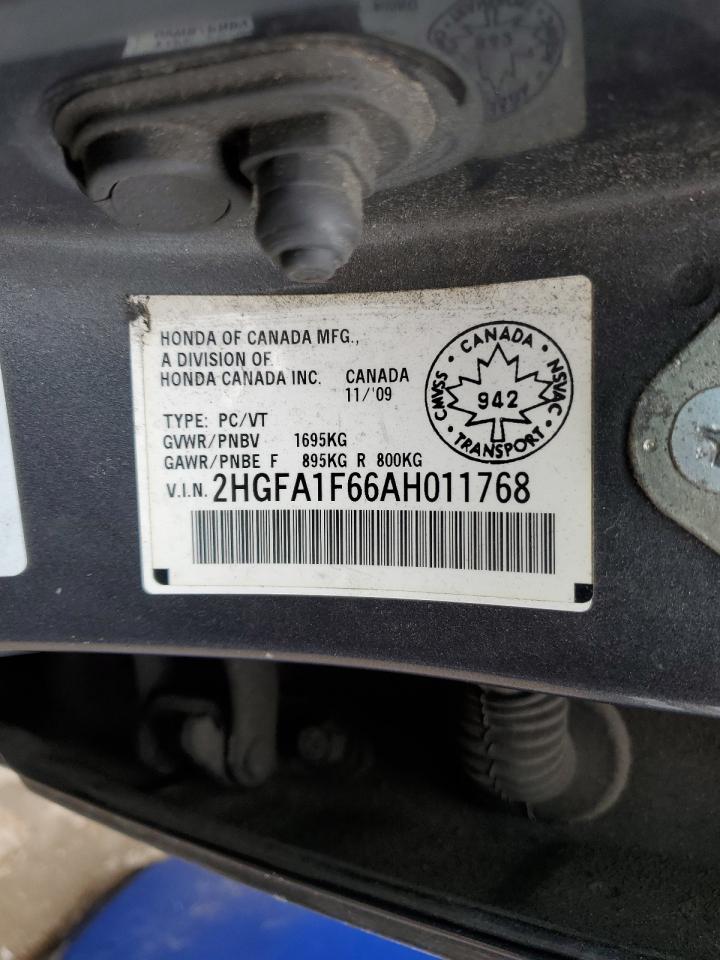 HONDA OF CANADA MFG.,
A DIVISION OF
HONDA CANADA INC. CANADA
11/'09
TYPE: PC/VT
GVWR/PNBV 1695KG
GAWR/PNBE F 895KG R 800KG
V.I.N. 2HGFA1F66AH011768
• CANADA •
CMVSS 942 NSVAC
• TRANSPORT •